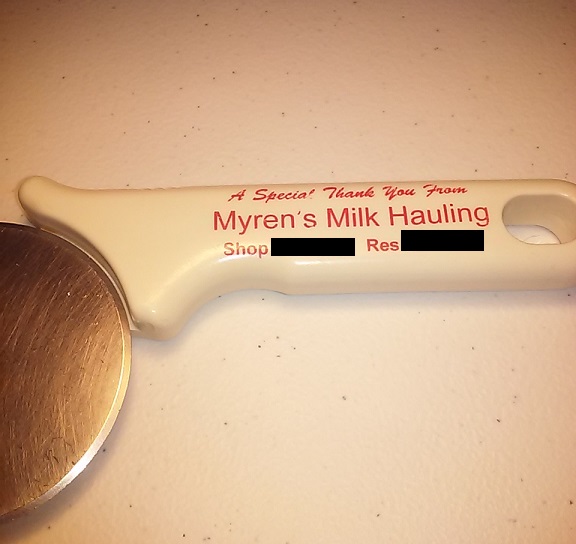 A Special Thank You From
Myren's Milk Hauling
Shop Res